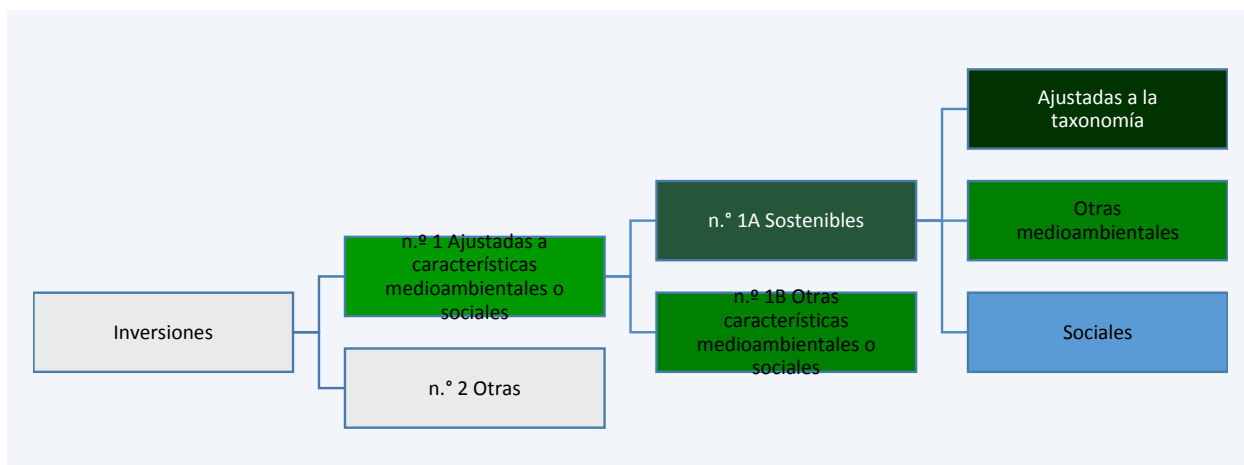 Inversiones
n.º 1 Ajustadas a
características
medioambientales o
sociales
n.° 2 Otras
n.° 1A Sostenibles
n.º 1B Otras
características
medioambientales o
sociales
Ajustadas a la
taxonomía
Otras
medioambientales
Sociales